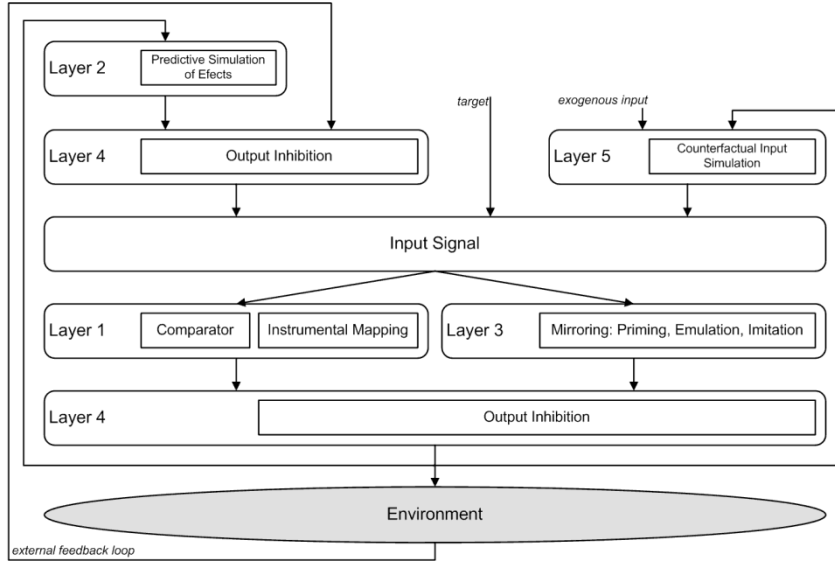 Predictive Simulation
of Efects
Layer 2
target
exogenous input
Layer 4
Output Inhibition
Layer 5
Counterfactual Input
Simulation
Input Signal
Layer 1
Comparator
Instrumental Mapping
Layer 3
Mirroring: Priming, Emulation, Imitation
Layer 4
Output Inhibition
Environment
external feedback loop